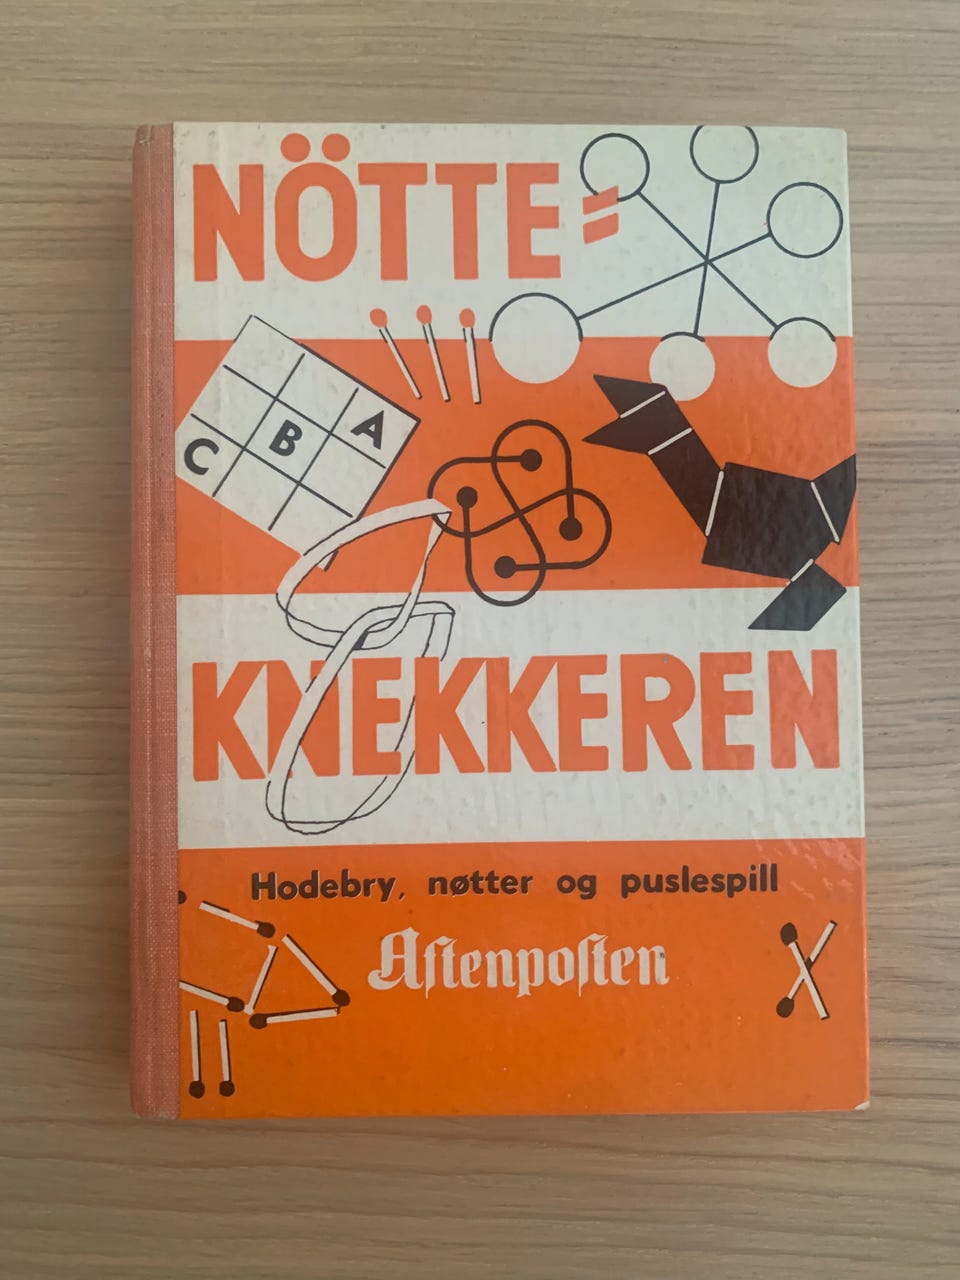 NÖTTE=
A
B
C
KNEKKEREN
Hodebry, nøtter og puslespill
Aftenposten